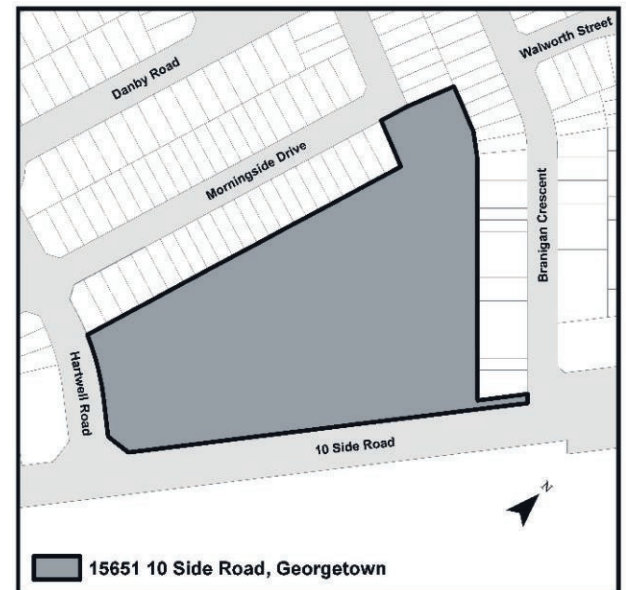 Walworth Street
Danby Road
Morningside Drive
Branigan Crescent
Hartwell Road
10 Side Road
N
15651 10 Side Road, Georgetown